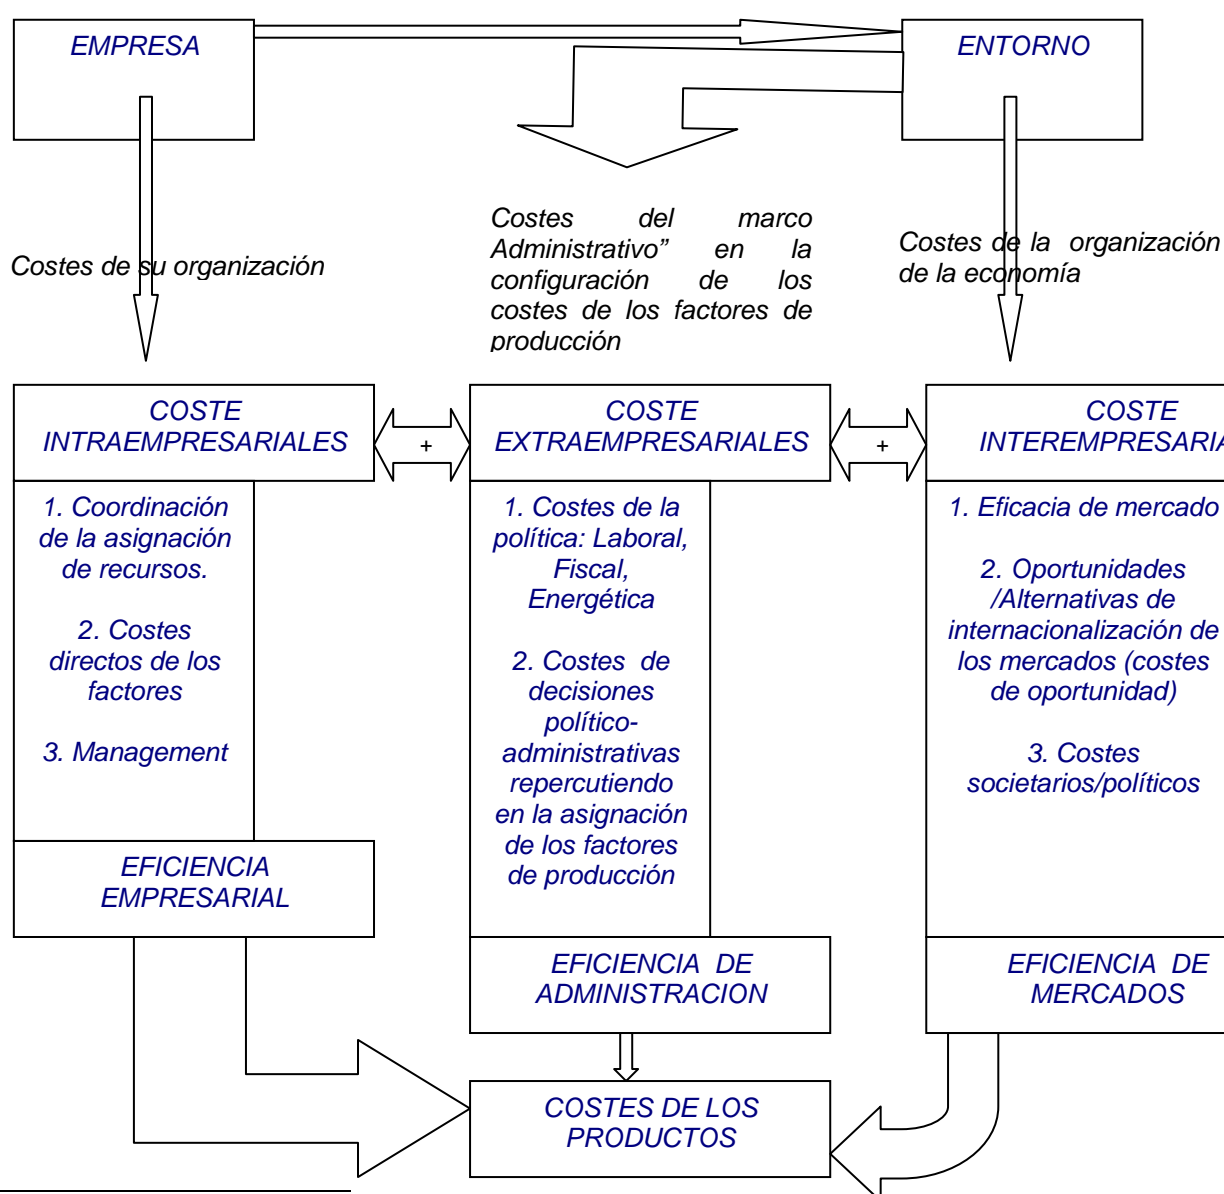 EMPRESA
ENTORNO
Costes de su organización
Costes del marco
Administrativo” en la
configuración de los
costes de los factores de
producción
Costes de la organización
de la economía
COSTE
INTRAEMPRESARIALES
+
COSTE
EXTRAEMPRESARIALES
+
COSTE
INTEREMPRESARIA
1. Coordinación
de la asignación
de recursos.
2. Costes
directos de los
factores
3. Management
EFICIENCIA
EMPRESARIAL
1. Costes de la
política: Laboral,
Fiscal,
Energética
2. Costes de
decisiones
político-
administrativas
repercutiendo
en la asignación
de los factores
de producción
EFICIENCIA DE
ADMINISTRACION
1. Eficacia de mercado
2. Oportunidades
/Alternativas de
internacionalización de
los mercados (costes
de oportunidad)
3. Costes
societarios/políticos
EFICIENCIA DE
MERCADOS
COSTES DE LOS
PRODUCTOS